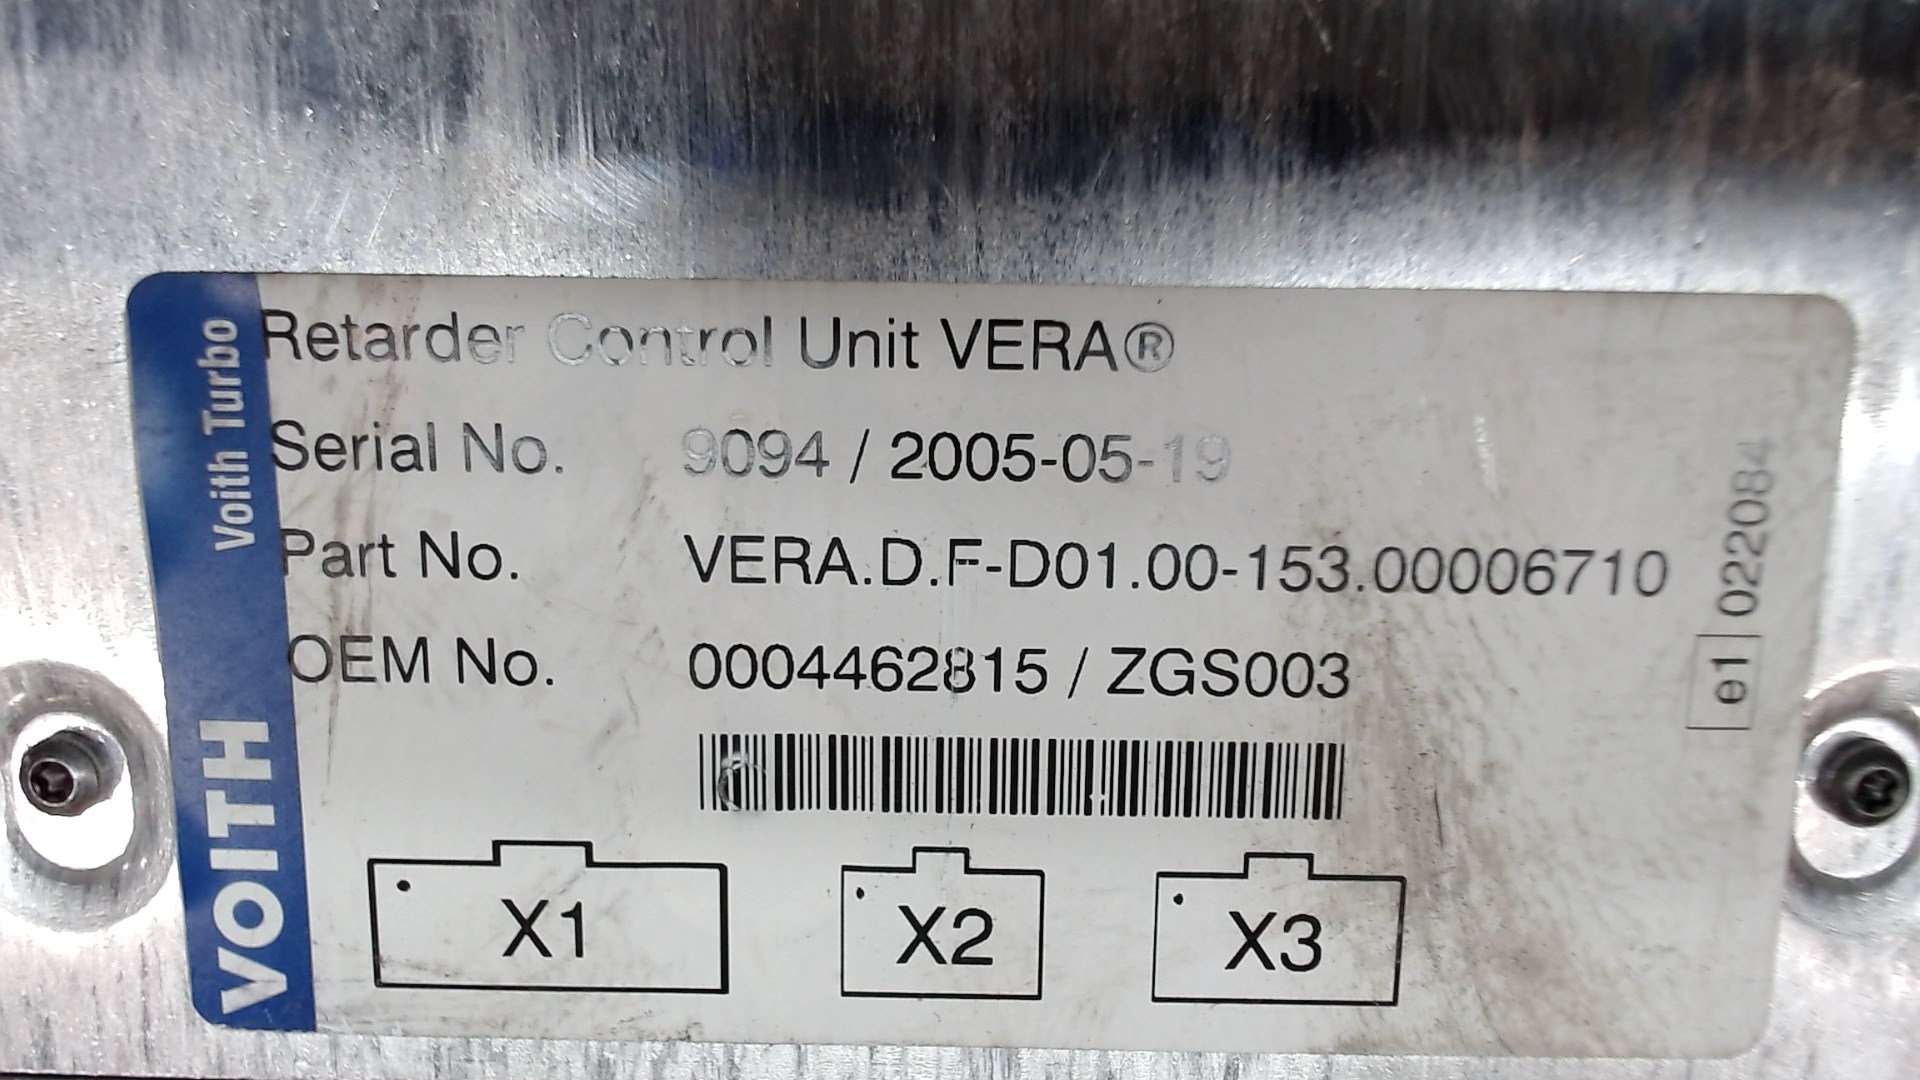 Voith Turbo
VOITH
Retarder Control Unit VERA®
Serial No. 9094 / 2005-05-19
Part No. VERA.D.F-D01.00-153.00006710
OEM No. 0004462815 / ZGS003
e1 022084
X1 X2 X3